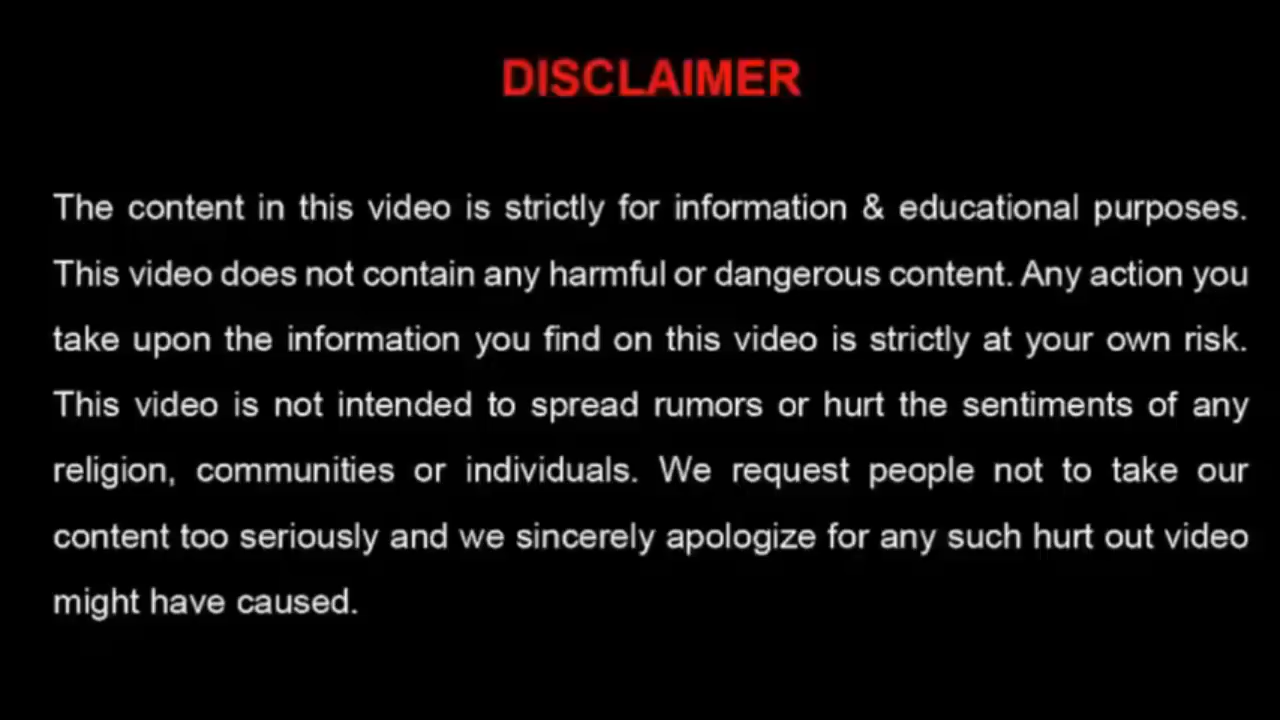 DISCLAIMER
The content in this video is strictly for information & educational purposes.
This video does not contain any harmful or dangerous content. Any action you
take upon the information you find on this video is strictly at your own risk.
This video is not intended to spread rumors or hurt the sentiments of any
religion, communities or individuals. We request people not to take our
content too seriously and we sincerely apologize for any such hurt out video
might have caused.